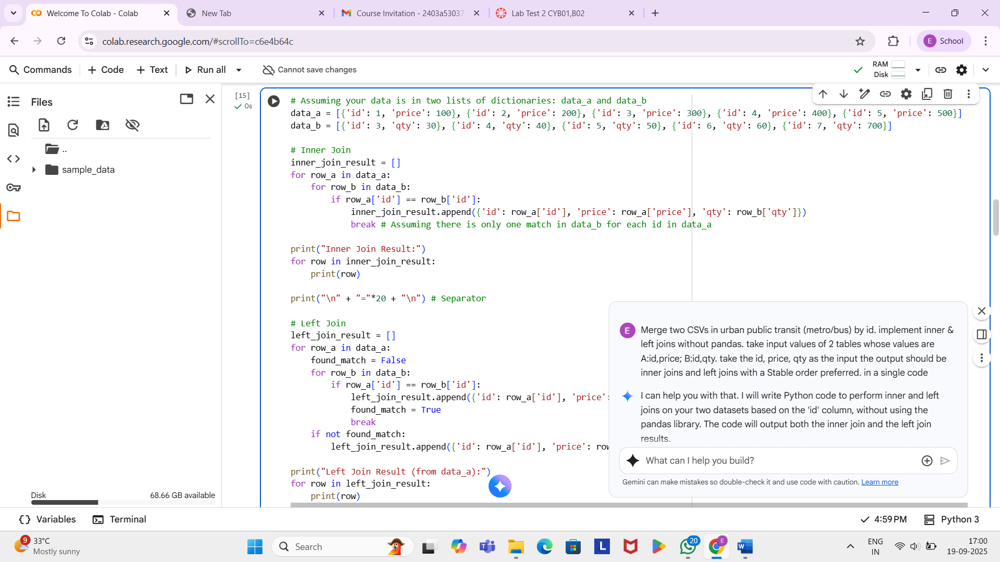 Welcome To Colab - Colab
New Tab
Course Invitation - 2403a53037
Lab Test 2 CYB01,B02
colab.research.google.com/#scrollTo=c6e4b64c
E School
Commands
+ Code
+ Text
Run all
Cannot save changes
RAM
Disk
Files
..
sample_data
Disk
68.66 GB available
[15]
0s
# Assuming your data is in two lists of dictionaries: data_a and data_b
data_a = [{'id': 1, 'price': 100}, {'id': 2, 'price': 200}, {'id': 3, 'price': 300}, {'id': 4, 'price': 400}, {'id': 5, 'price': 500}]
data_b = [{'id': 3, 'qty': 30}, {'id': 4, 'qty': 40}, {'id': 5, 'qty': 50}, {'id': 6, 'qty': 60}, {'id': 7, 'qty': 700}]
# Inner Join
inner_join_result = []
for row_a in data_a:
    for row_b in data_b:
        if row_a['id'] == row_b['id']:
            inner_join_result.append({'id': row_a['id'], 'price': row_a['price'], 'qty': row_b['qty']})
            break # Assuming there is only one match in data_b for each id in data_a
print("Inner Join Result:")
for row in inner_join_result:
    print(row)
print("\n" + "="*20 + "\n") # Separator
# Left Join
left_join_result = []
for row_a in data_a:
    found_match = False
    for row_b in data_b:
        if row_a['id'] == row_b['id']:
            left_join_result.append({'id': row_a['id'], 'price':
            found_match = True
            break
    if not found_match:
        left_join_result.append({'id': row_a['id'], 'price': row
print("Left Join Result (from data_a):")
for row in left_join_result:
    print(row)
E
Merge two CSVs in urban public transit (metro/bus) by id. implement inner &
left joins without pandas. take input values of 2 tables whose values are
A:id,price; B:id,qty. take the id, price, qty as the input the output should be
inner joins and left joins with a Stable order preferred. in a single code
I can help you with that. I will write Python code to perform inner and left
joins on your two datasets based on the 'id' column, without using the
pandas library. The code will output both the inner join and the left join
results.
What can I help you build?
Gemini can make mistakes so double-check it and use code with caution. Learn more
{} Variables
Terminal
4:59 PM
Python 3
9
33°C
Mostly sunny
Search
L
20
E
W
ENG
IN
17:00
19-09-2025